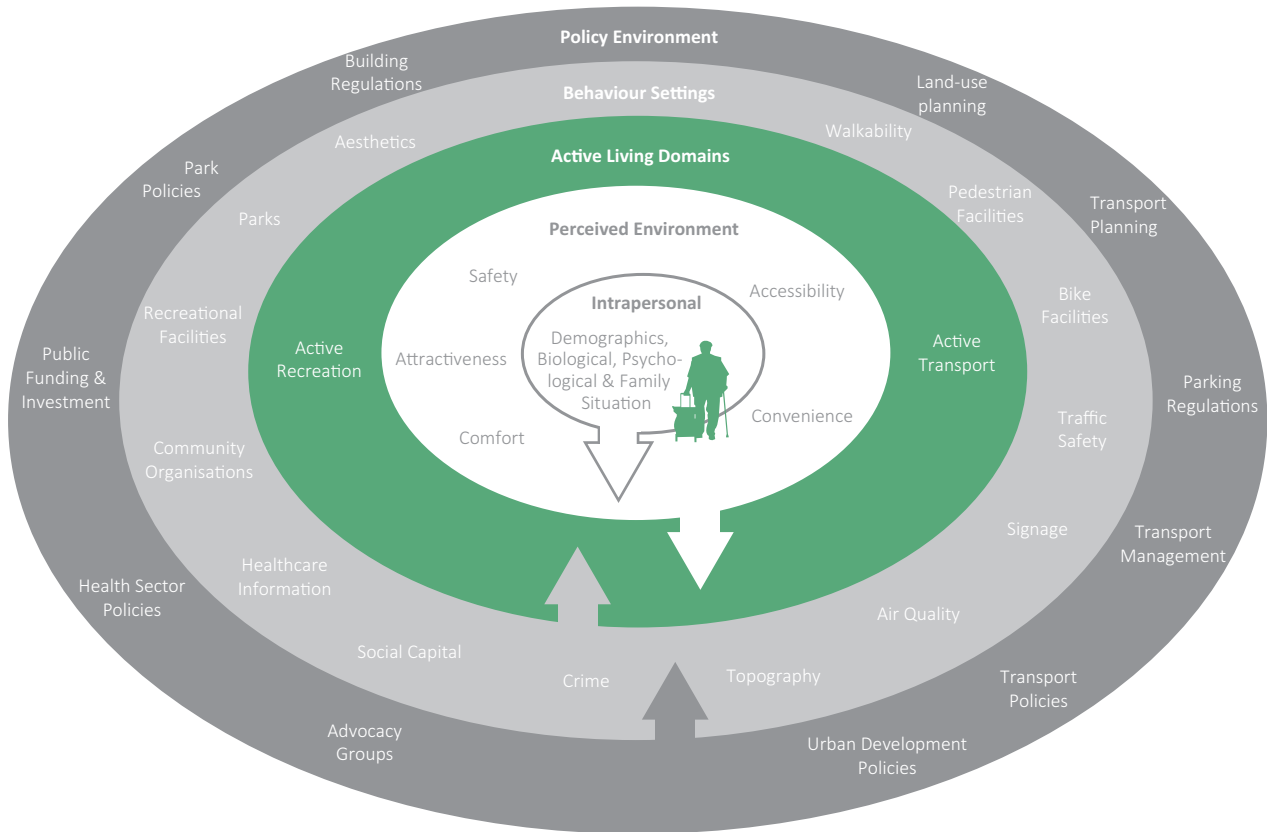 Policy Environment
Building
Regulations
Land-use
planning
Park
Policies
Transport
Planning
Public
Funding &
Investment
Parking
Regulations
Health Sector
Policies
Transport
Management
Advocacy
Groups
Transport
Policies
Urban Development
Policies
Behaviour Settings
Aesthetics
Walkability
Parks
Pedestrian
Facilities
Recreational
Facilities
Bike
Facilities
Community
Organisations
Traffic
Safety
Healthcare
Information
Signage
Social Capital
Air Quality
Crime
Topography
Active Living Domains
Active
Recreation
Active
Transport
Perceived Environment
Safety
Accessibility
Attractiveness
Convenience
Comfort
Intrapersonal
Demographics,
Biological, Psycho-
logical & Family
Situation